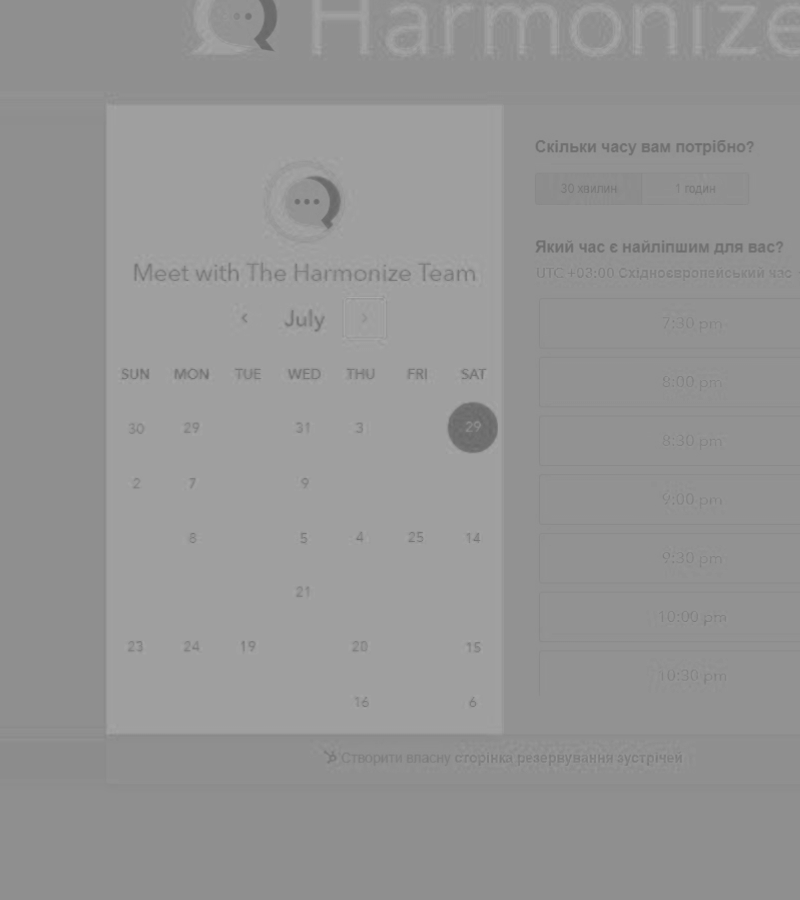 Harmonize
Meet with The Harmonize Team
‹ July ›
SUN MON TUE WED THU FRI SAT
30 29 31 3 29
2 7 9
8 5 4 25 14
21
23 24 19 20 15
16 6
Скільки часу вам потрібно?
30 хвилин 1 годин
Який час є найліпшим для вас?
UTC +03:00 Східноєвропейський час
7:30 pm
8:00 pm
8:30 pm
9:00 pm
9:30 pm
10:00 pm
10:30 pm
Створити власну сторінка резервування зустрічей